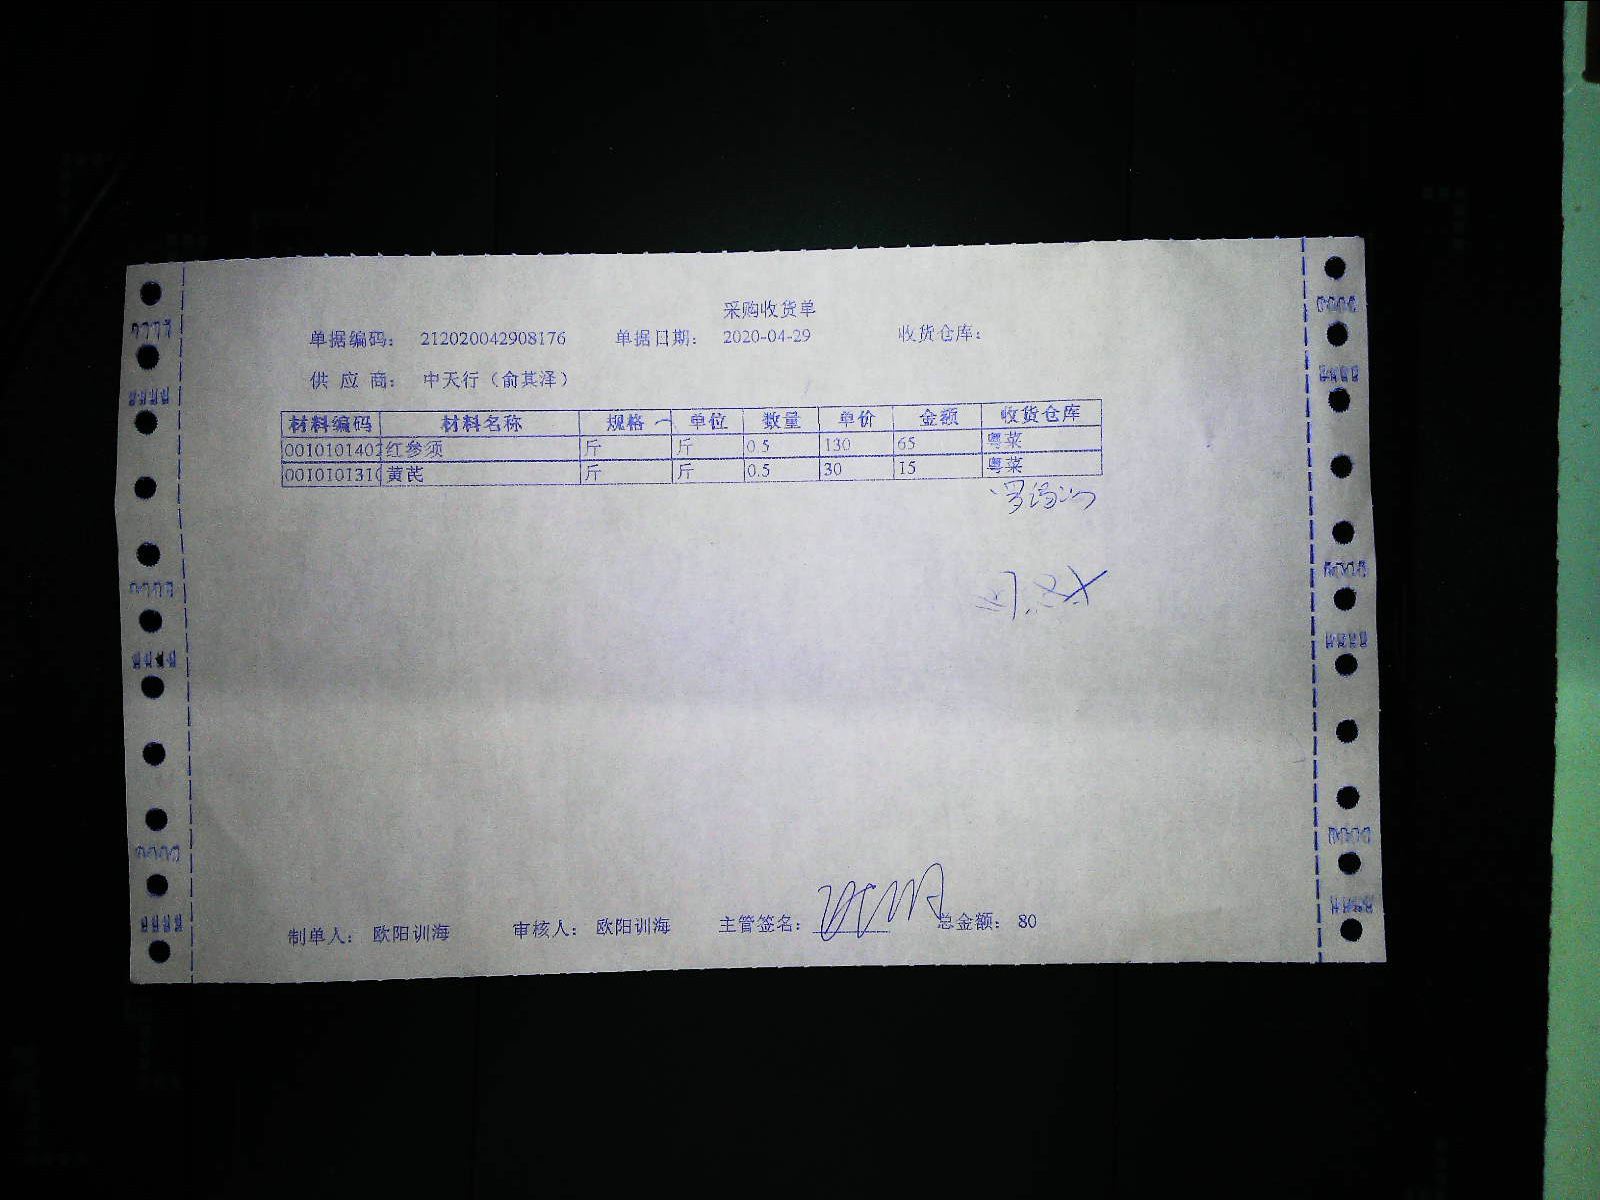 采购收货单
单据编码： 212020042908176 单据日期： 2020-04-29 收货仓库：
供 应 商： 中天行（俞其泽）
材料编码 材料名称 规格 单位 数量 单价 金额 收货仓库
0010101402 红参须 斤 斤 0.5 130 65 粤菜
0010101310 黄芪 斤 斤 0.5 30 15 粤菜
制单人： 欧阳训海 审核人： 欧阳训海 主管签名： 总金额： 80